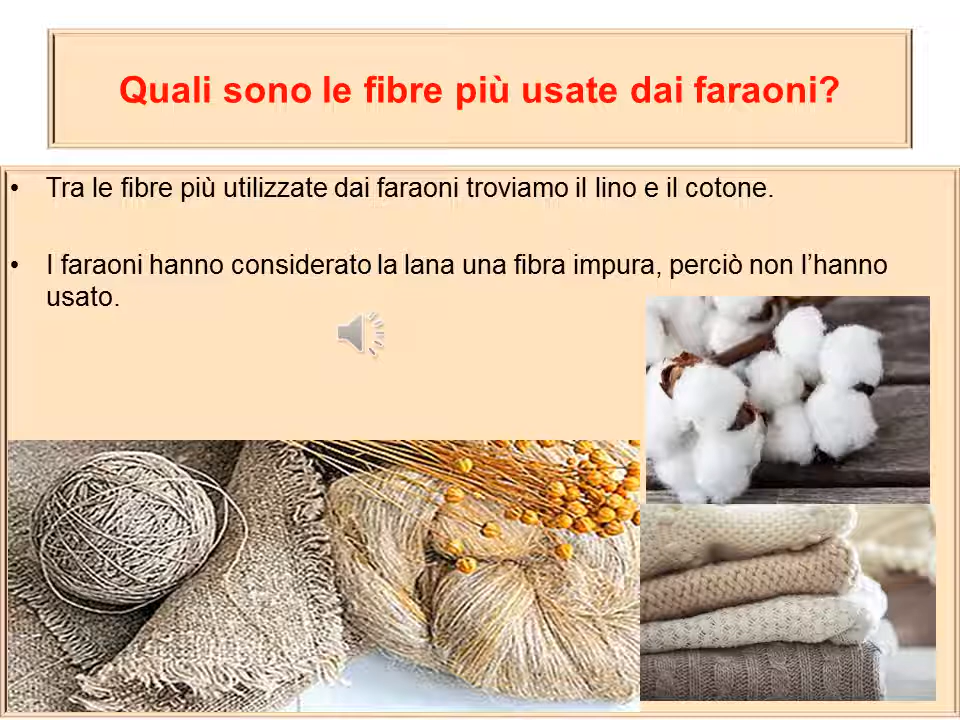 Quali sono le fibre più usate dai faraoni?
• Tra le fibre più utilizzate dai faraoni troviamo il lino e il cotone.
• I faraoni hanno considerato la lana una fibra impura, perciò non l’hanno
usato.